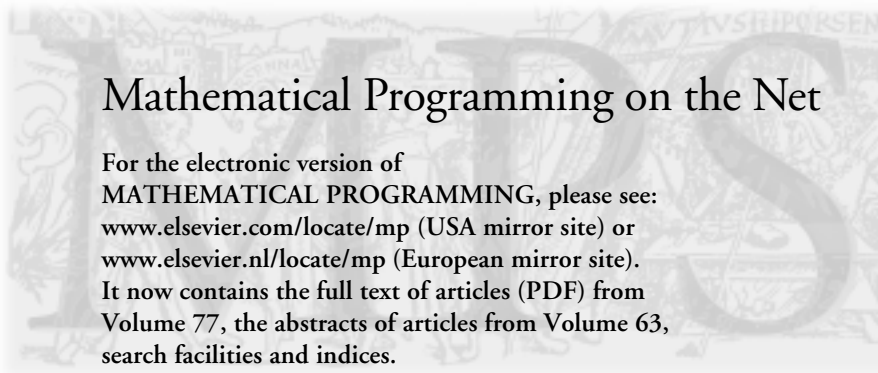 Mathematical Programming on the Net
For the electronic version of
MATHEMATICAL PROGRAMMING, please see:
www.elsevier.com/locate/mp (USA mirror site) or
www.elsevier.nl/locate/mp (European mirror site).
It now contains the full text of articles (PDF) from
Volume 77, the abstracts of articles from Volume 63,
search facilities and indices.
MPS